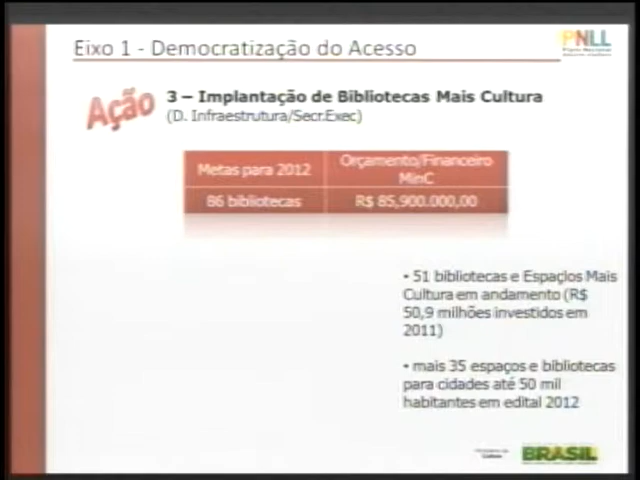 Eixo 1 - Democratização do Acesso
PNLL
Ação
3 – Implantação de Bibliotecas Mais Cultura
(D. Infraestrutura/Secr.Exec)
Metas para 2012
Orçamento/Financeiro
MinC
86 bibliotecas
R$ 85,900.000,00
• 51 bibliotecas e Espaçlos Mais
Cultura em andamento (R$
50,9 milhões investidos em
2011)
• mais 35 espaços e bibliotecas
para cidades até 50 mil
habitantes em edital 2012
Cultura
BRASIL